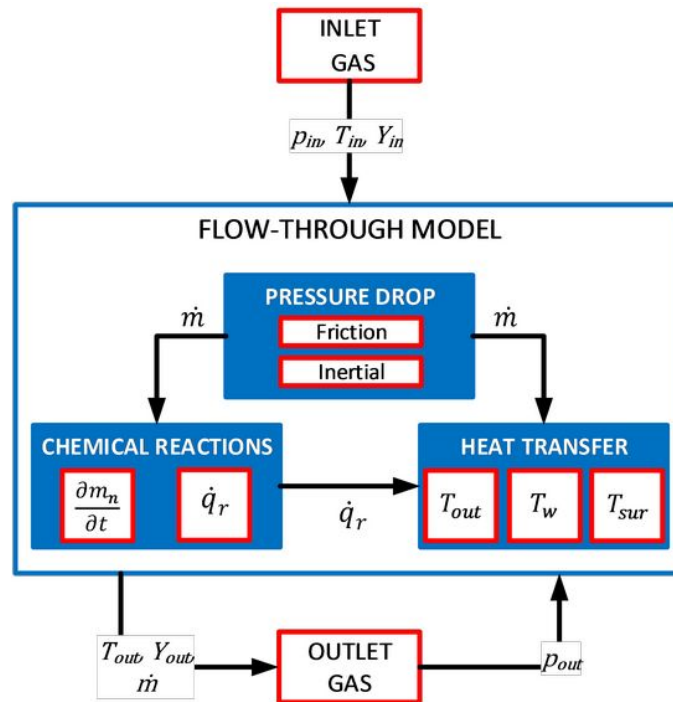 INLET
GAS
p_in, T_in, Y_in
FLOW-THROUGH MODEL
PRESSURE DROP
ṁ
Friction
ṁ
Inertial
CHEMICAL REACTIONS
HEAT TRANSFER
∂m_n/∂t
q̇_r
q̇_r
T_out
T_w
T_sur
T_out, Y_out,
ṁ
OUTLET
GAS
p_out